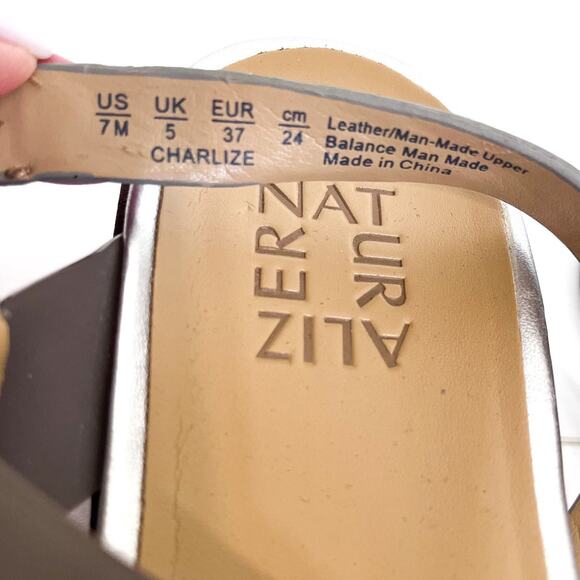 US UK EUR cm
7M 5 37 24
CHARLIZE
Leather/Man-Made Upper
Balance Man Made
Made in China
NATURALIZER